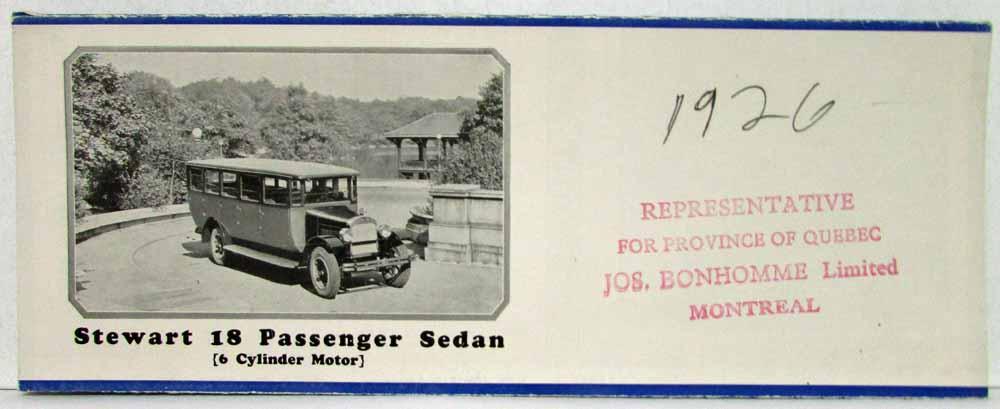 Stewart 18 Passenger Sedan
[6 Cylinder Motor]
1926
REPRESENTATIVE
FOR PROVINCE OF QUEBEC
JOS. BONHOMME Limited
MONTREAL